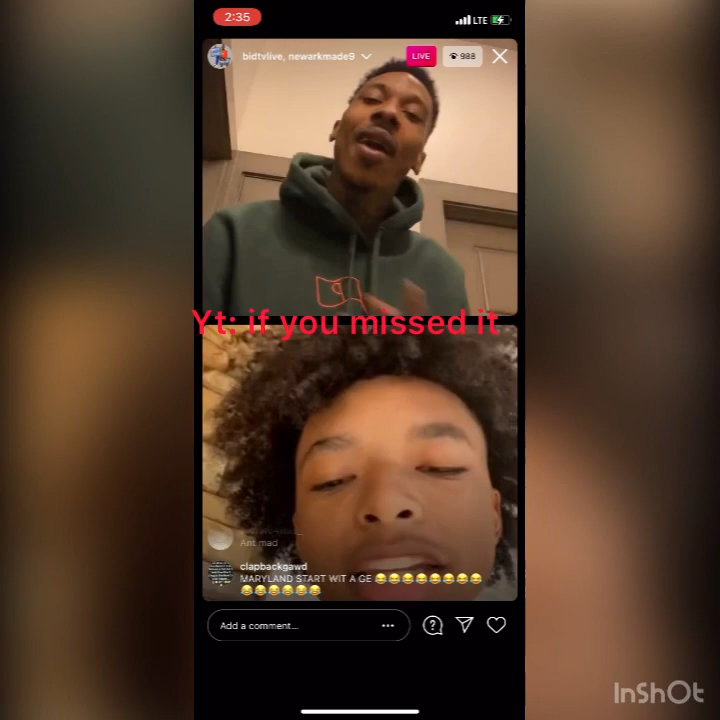 2:35
LTE
bidtvlive, newarkmade9
LIVE
988
Yt: if you missed it
Ant mad
clapbackgawd
MARYLAND START WIT A GE 😂😂😂😂😂😂😂😂
😂😂😂😂😂😂
Add a comment...
InShOt